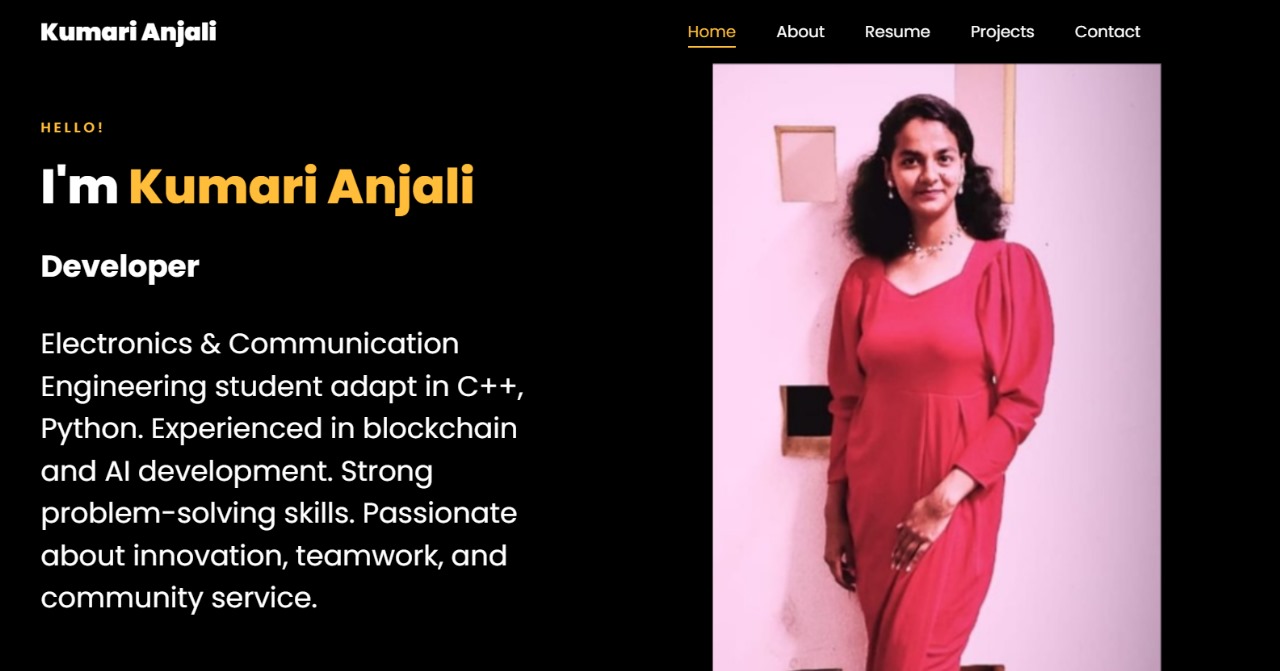 Kumari Anjali
Home About Resume Projects Contact
HELLO!
I'm Kumari Anjali
Developer
Electronics & Communication
Engineering student adapt in C++,
Python. Experienced in blockchain
and AI development. Strong
problem-solving skills. Passionate
about innovation, teamwork, and
community service.